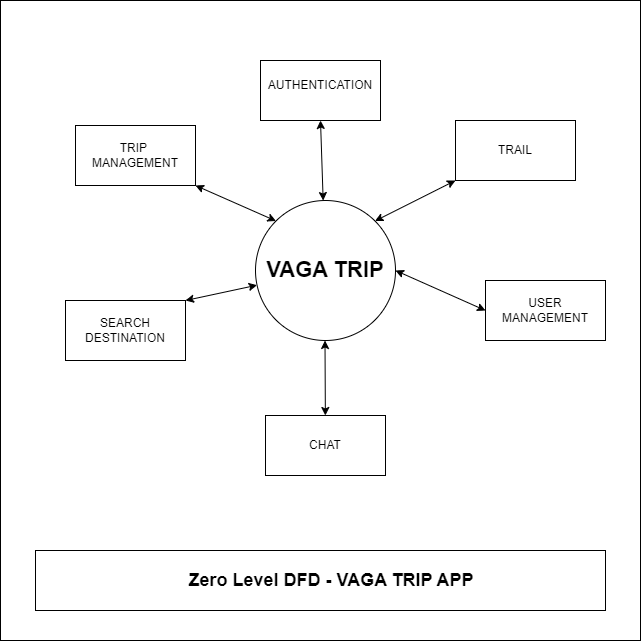 AUTHENTICATION
TRIP
MANAGEMENT
TRAIL
VAGA TRIP
USER
MANAGEMENT
SEARCH
DESTINATION
CHAT
Zero Level DFD - VAGA TRIP APP